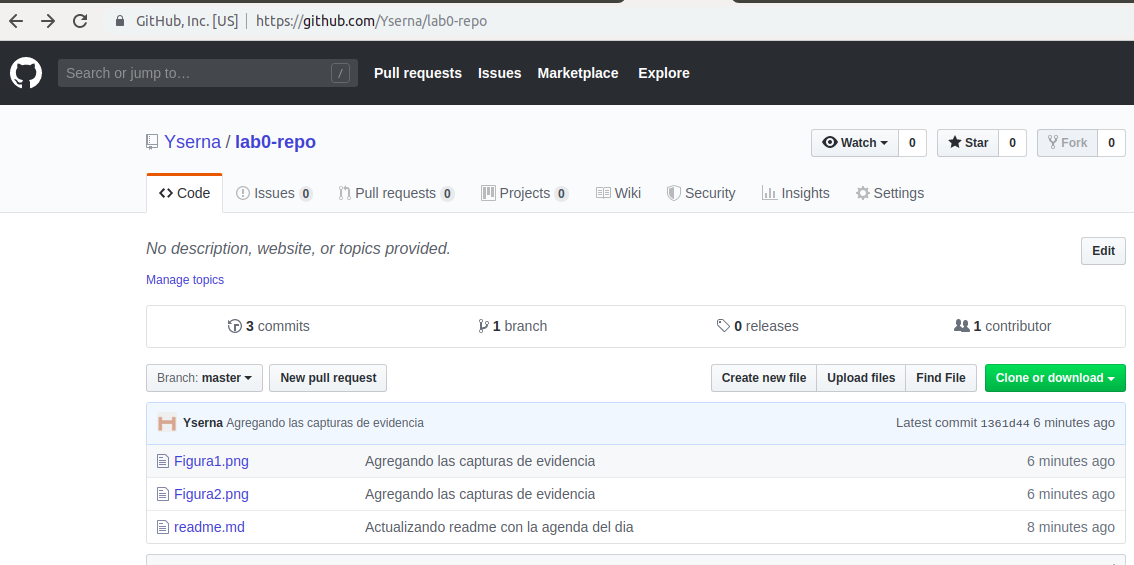 GitHub, Inc. [US] | https://github.com/Yserna/lab0-repo
Search or jump to… /
Pull requests Issues Marketplace Explore
Yserna / lab0-repo
Watch 0 Star 0 Fork 0
Code Issues 0 Pull requests 0 Projects 0 Wiki Security Insights Settings
No description, website, or topics provided.
Edit
Manage topics
3 commits 1 branch 0 releases 1 contributor
Branch: master New pull request Create new file Upload files Find File Clone or download
Yserna Agregando las capturas de evidencia Latest commit 1361d44 6 minutes ago
Figura1.png Agregando las capturas de evidencia 6 minutes ago
Figura2.png Agregando las capturas de evidencia 6 minutes ago
readme.md Actualizando readme con la agenda del dia 8 minutes ago